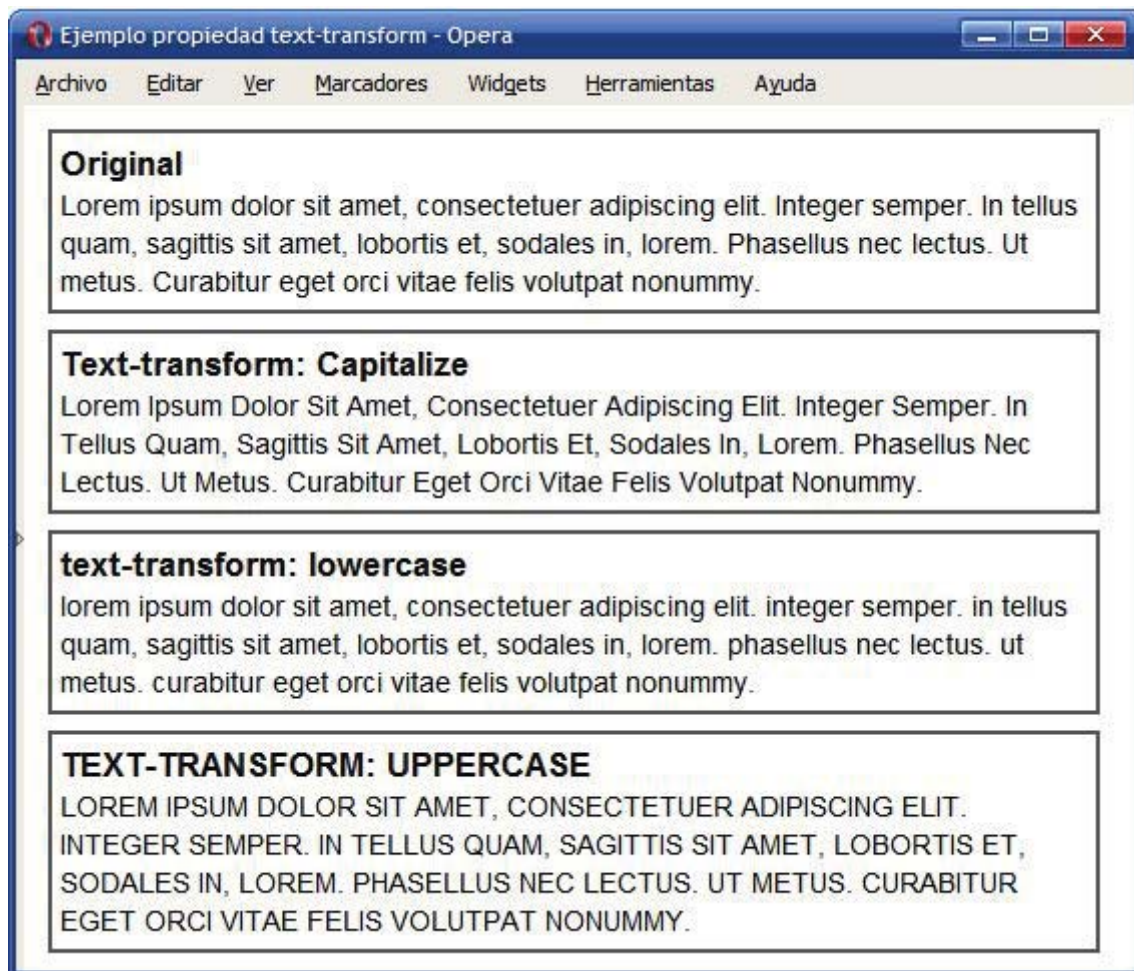 Ejemplo propiedad text-transform - Opera
Archivo Editar Ver Marcadores Widgets Herramientas Ayuda
Original
Lorem ipsum dolor sit amet, consectetuer adipiscing elit. Integer semper. In tellus
quam, sagittis sit amet, lobortis et, sodales in, lorem. Phasellus nec lectus. Ut
metus. Curabitur eget orci vitae felis volutpat nonummy.
Text-transform: Capitalize
Lorem Ipsum Dolor Sit Amet, Consectetuer Adipiscing Elit. Integer Semper. In
Tellus Quam, Sagittis Sit Amet, Lobortis Et, Sodales In, Lorem. Phasellus Nec
Lectus. Ut Metus. Curabitur Eget Orci Vitae Felis Volutpat Nonummy.
text-transform: lowercase
lorem ipsum dolor sit amet, consectetuer adipiscing elit. integer semper. in tellus
quam, sagittis sit amet, lobortis et, sodales in, lorem. phasellus nec lectus. ut
metus. curabitur eget orci vitae felis volutpat nonummy.
TEXT-TRANSFORM: UPPERCASE
LOREM IPSUM DOLOR SIT AMET, CONSECTETUER ADIPISCING ELIT.
INTEGER SEMPER. IN TELLUS QUAM, SAGITTIS SIT AMET, LOBORTIS ET,
SODALES IN, LOREM. PHASELLUS NEC LECTUS. UT METUS. CURABITUR
EGET ORCI VITAE FELIS VOLUTPAT NONUMMY.